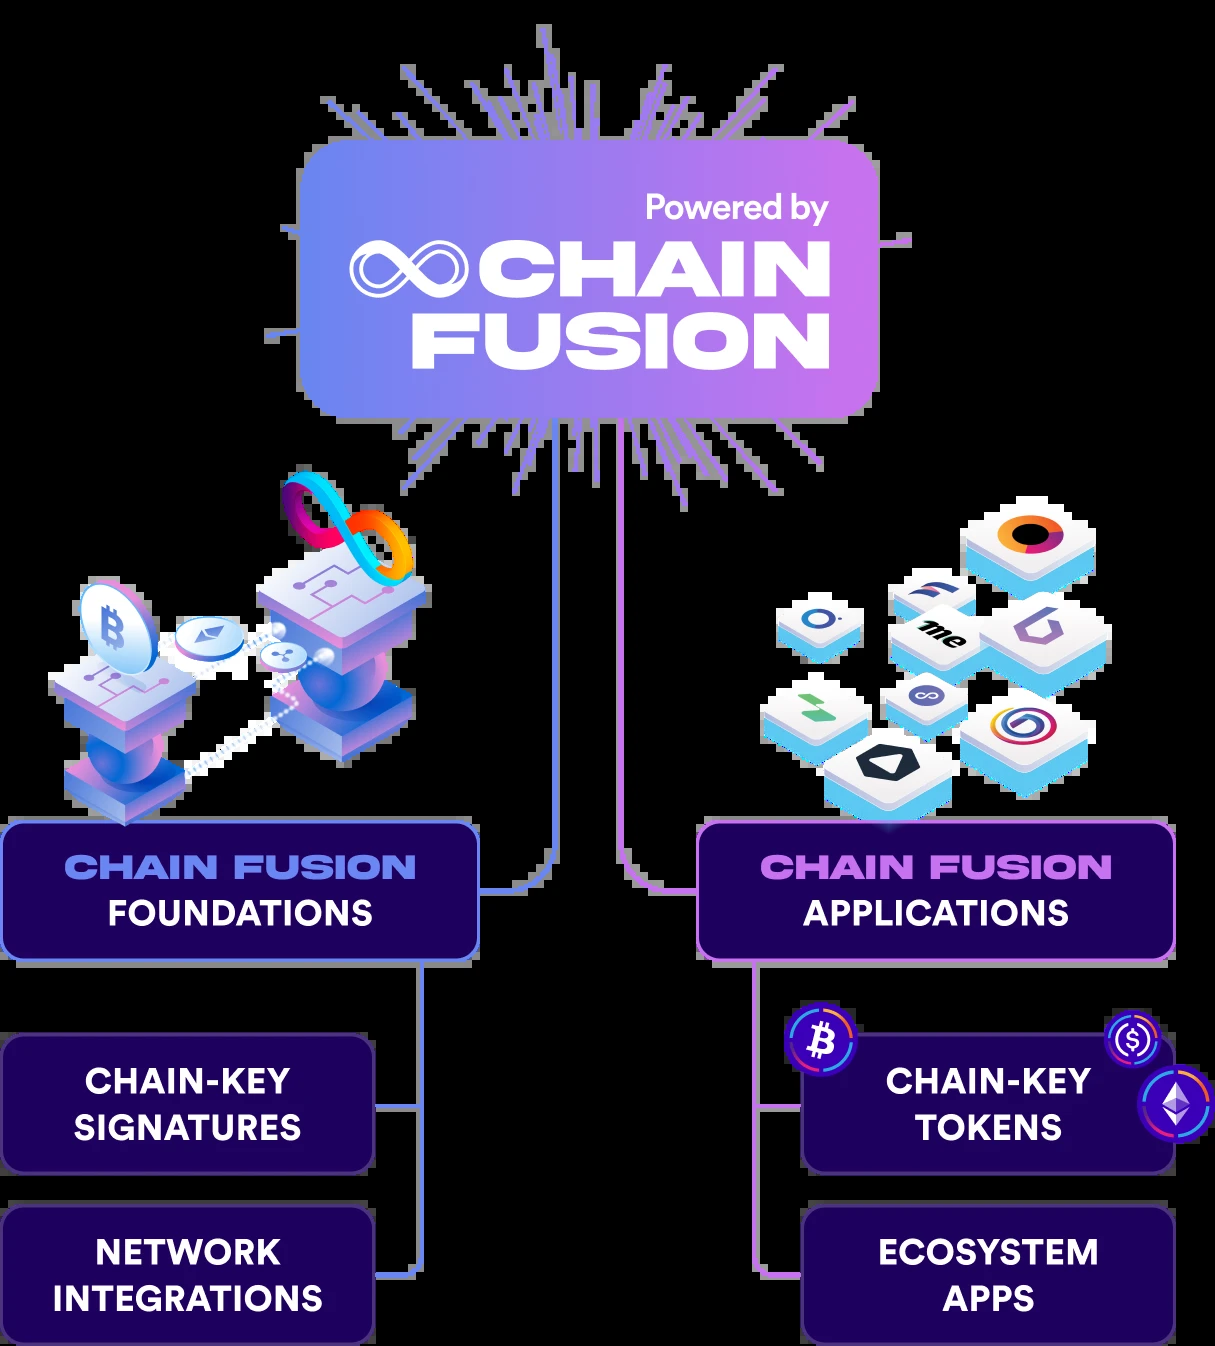 Powered by
CHAIN
FUSION
CHAIN FUSION
FOUNDATIONS
CHAIN-KEY
SIGNATURES
NETWORK
INTEGRATIONS
me
CHAIN FUSION
APPLICATIONS
CHAIN-KEY
TOKENS
ECOSYSTEM
APPS